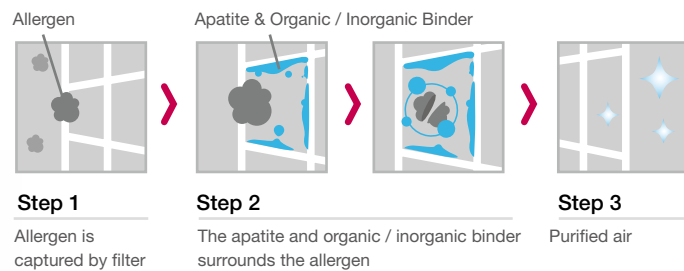 Allergen
Apatite & Organic / Inorganic Binder
Step 1
Allergen is
captured by filter
Step 2
The apatite and organic / inorganic binder
surrounds the allergen
Step 3
Purified air